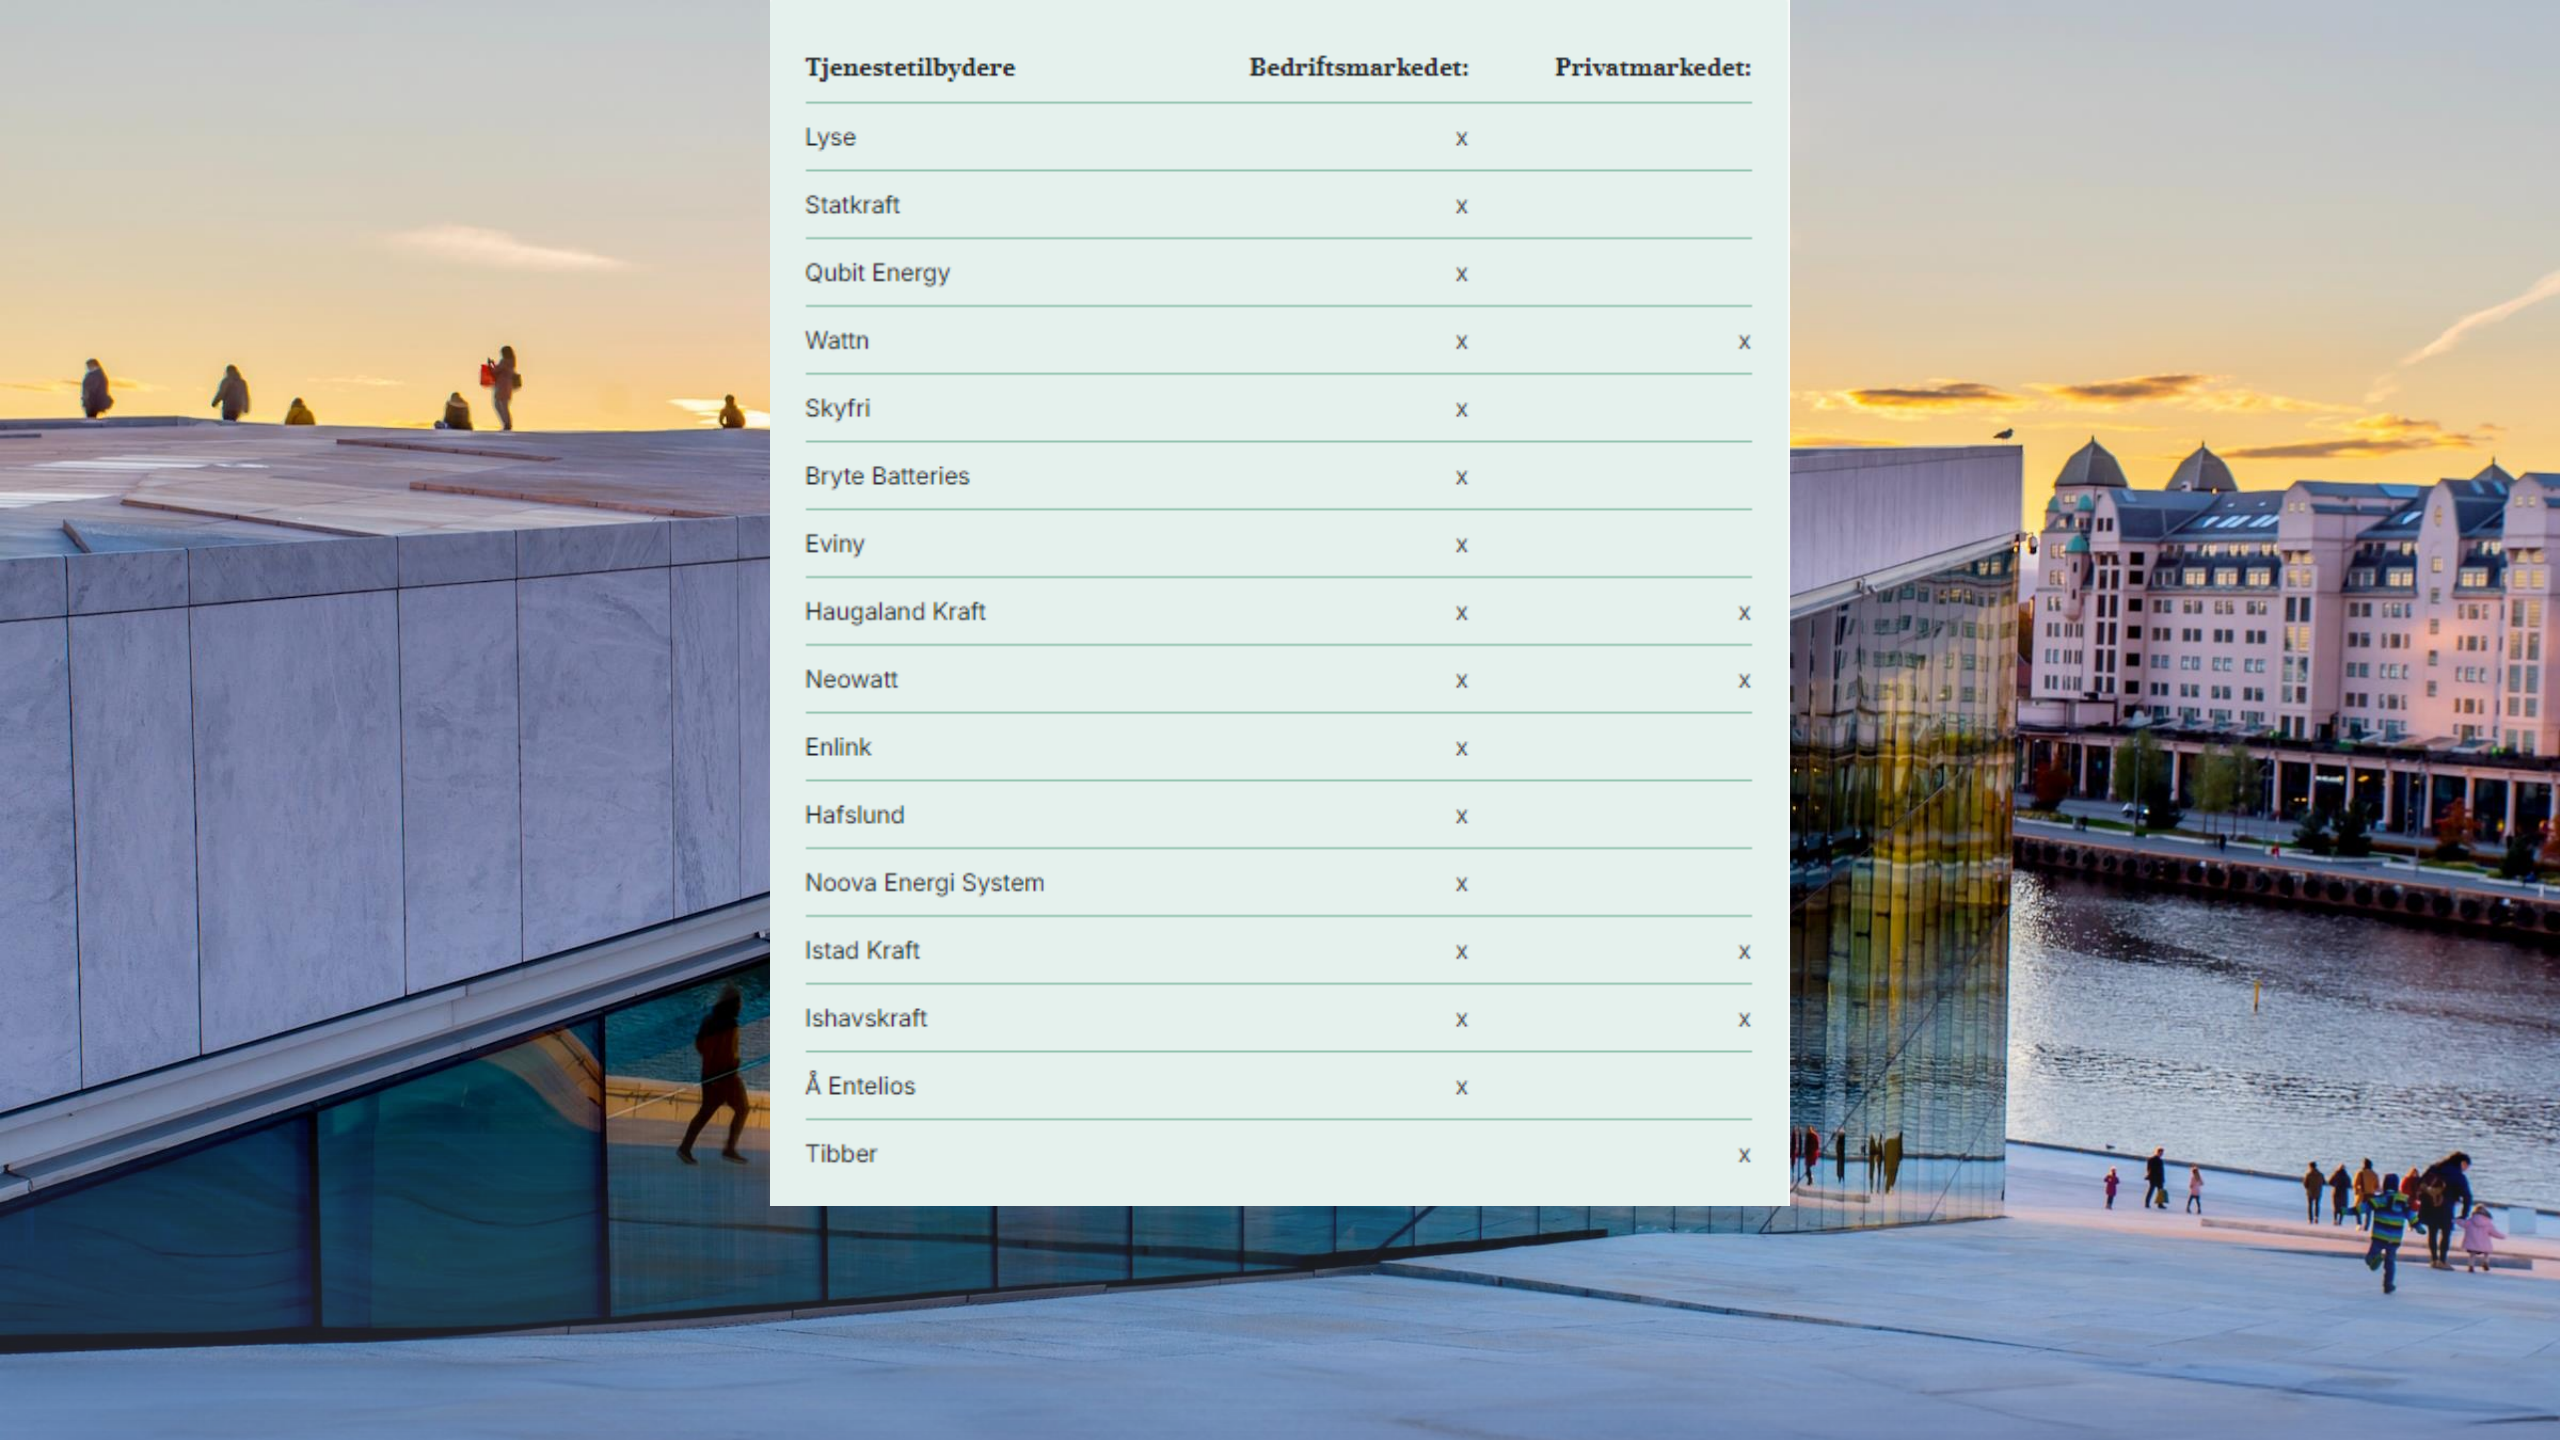 Tjenestetilbydere Bedriftsmarkedet: Privatmarkedet:
Lyse x
Statkraft x
Qubit Energy x
Wattn x x
Skyfri x
Bryte Batteries x
Eviny x
Haugaland Kraft x x
Neowatt x x
Enlink x
Hafslund x
Noova Energi System x
Istad Kraft x x
Ishavskraft x x
Å Entelios x
Tibber x